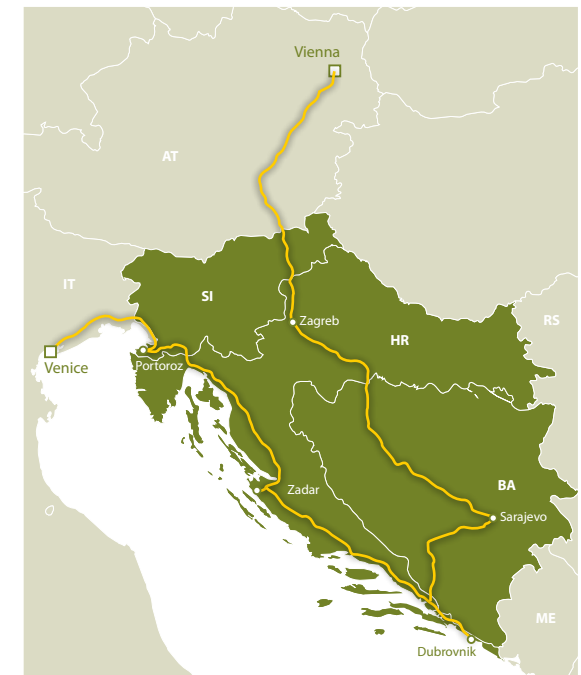 Vienna
AT
IT
SI
RS
Zagreb
HR
Venice
Portoroz
BA
Zadar
Sarajevo
ME
Dubrovnik